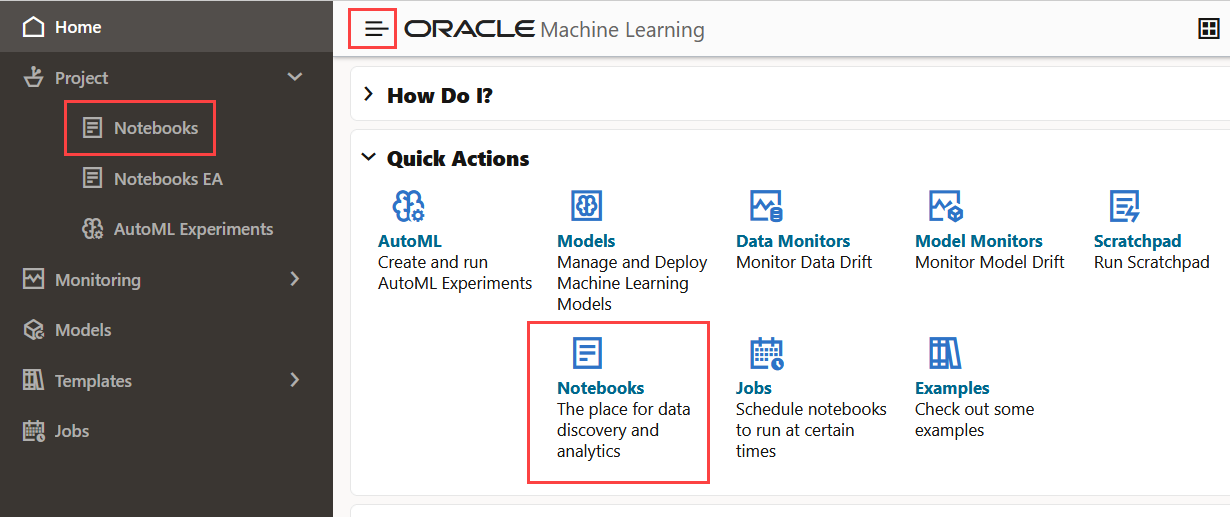 Home
Project
Notebooks
Notebooks EA
AutoML Experiments
Monitoring
Models
Templates
Jobs
ORACLE Machine Learning
How Do I?
Quick Actions
AutoML
Create and run
AutoML Experiments
Models
Manage and Deploy
Machine Learning
Models
Data Monitors
Monitor Data Drift
Model Monitors
Monitor Model Drift
Scratchpad
Run Scratchpad
Notebooks
The place for data
discovery and
analytics
Jobs
Schedule notebooks
to run at certain
times
Examples
Check out some
examples